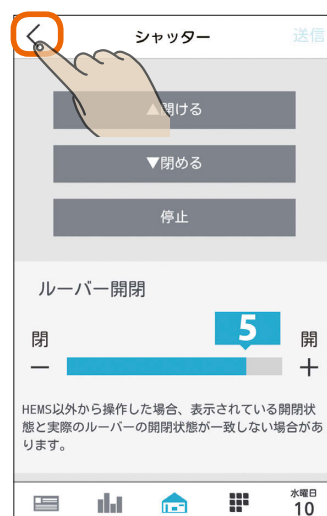 シャッター 送信
▲開ける
▼閉める
停止
ルーバー開閉
5
閉 開
HEMS以外から操作した場合、表示されている開閉状
態と実際のルーバーの開閉状態が一致しない場合があ
ります。
水曜日
10